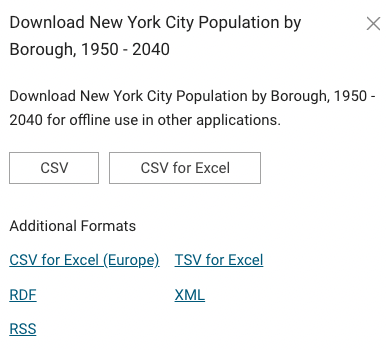 Download New York City Population by
Borough, 1950 - 2040
Download New York City Population by Borough, 1950 -
2040 for offline use in other applications.
CSV
CSV for Excel
Additional Formats
CSV for Excel (Europe)
TSV for Excel
RDF
XML
RSS